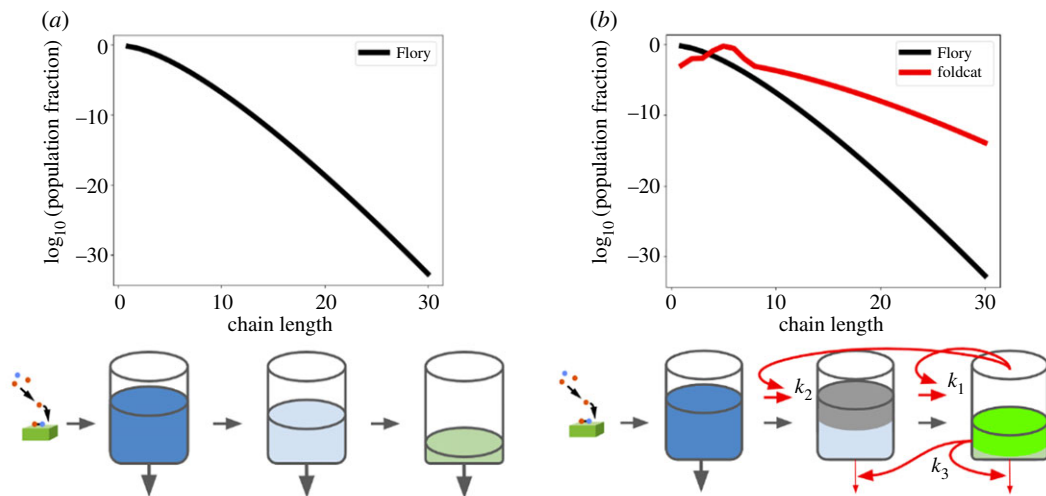 (a)
0
−10
−20
−30
log10 (population fraction)
Flory
0 10 20 30
chain length
(b)
0
−10
−20
−30
log10 (population fraction)
Flory
foldcat
0 10 20 30
chain length
k2
k1
k3